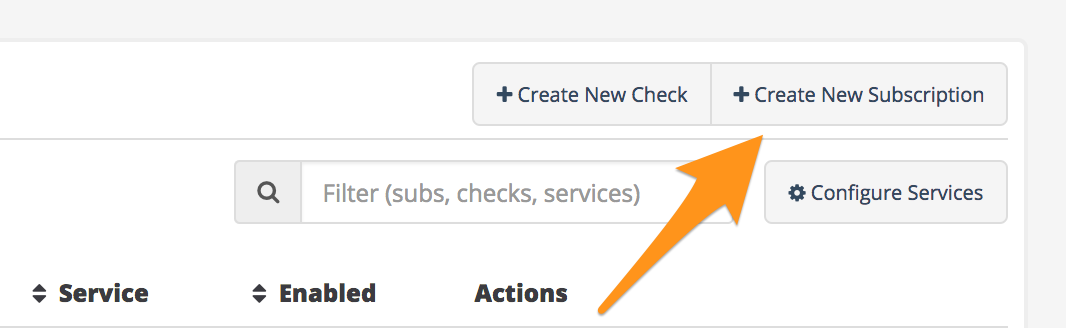 Create New Check Create New Subscription
Filter (subs, checks, services) Configure Services
Service Enabled Actions